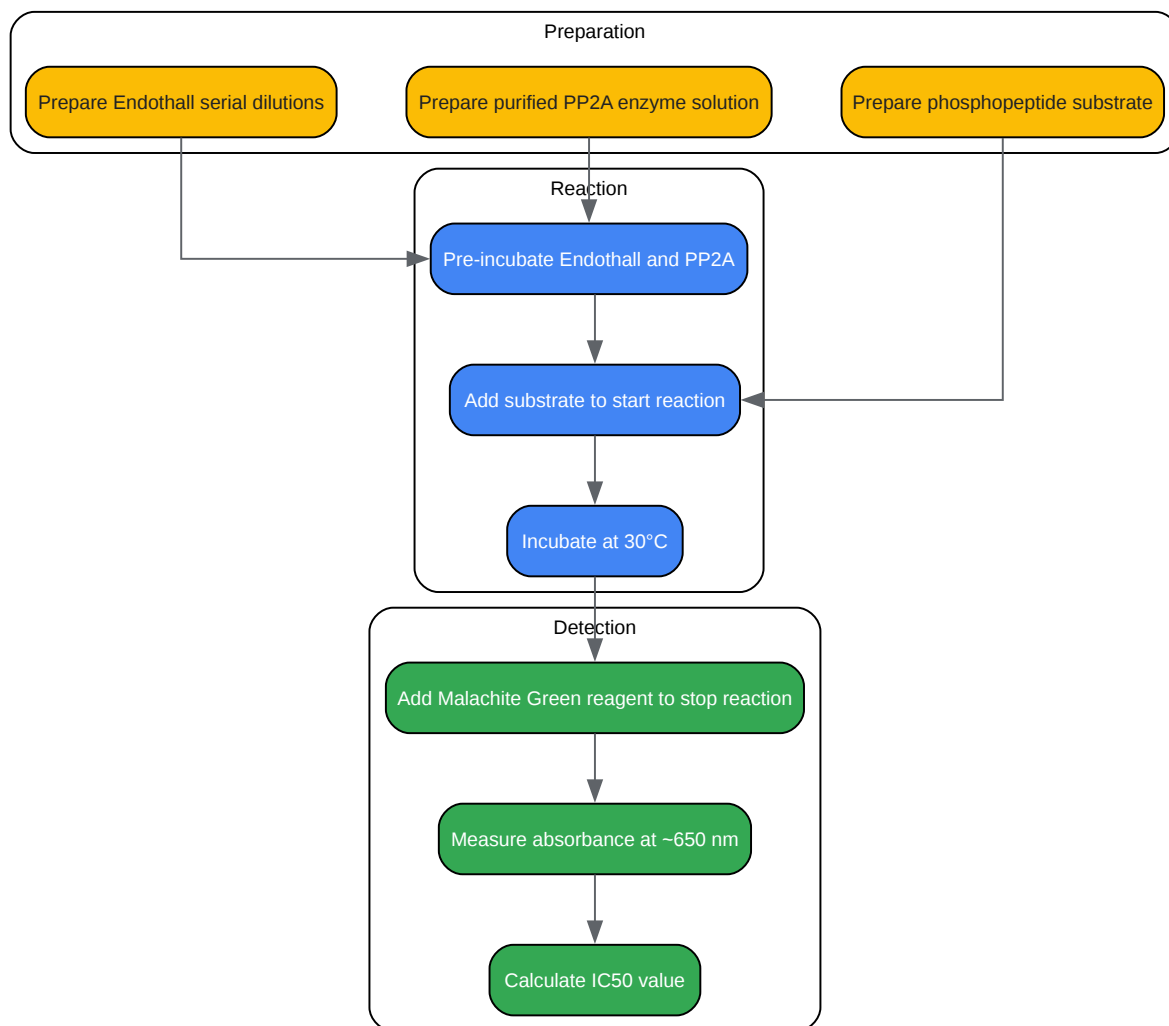 Preparation
Prepare Endothall serial dilutions
Prepare purified PP2A enzyme solution
Prepare phosphopeptide substrate
Reaction
Pre-incubate Endothall and PP2A
Add substrate to start reaction
Incubate at 30°C
Detection
Add Malachite Green reagent to stop reaction
Measure absorbance at ~650 nm
Calculate IC50 value